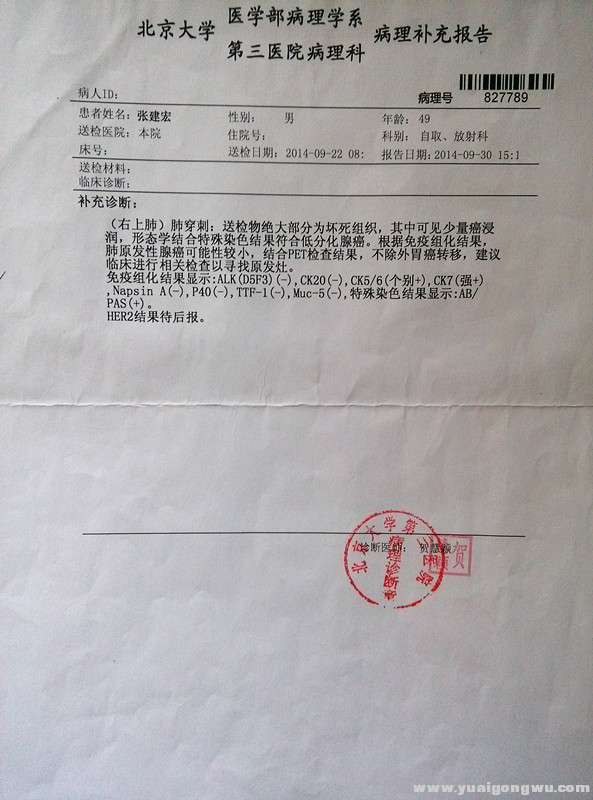 北京大学 医学部病理学系 第三医院病理科 病理补充报告
病人ID:
病理号 827789
患者姓名: 张建宏 性别: 男 年龄: 49
送检医院: 本院 住院号: 科别: 自取、放射科
床号: 送检日期: 2014-09-22 08: 报告日期: 2014-09-30 15:1
送检材料:
临床诊断:
补充诊断:
(右上肺)肺穿刺: 送检物绝大部分为坏死组织, 其中可见少量癌浸
润, 形态学结合特殊染色结果符合低分化腺癌。根据免疫组化结果,
肺原发性腺癌可能性较小, 结合PET检查结果, 不除外胃癌转移, 建议
临床进行相关检查以寻找原发灶。
免疫组化结果显示:ALK(D5F3)(-),CK20(-),CK5/6(个别+),CK7(强+)
,Napsin A(-),P40(-),TTF-1(-),Muc-5(-),特殊染色结果显示:AB/
PAS(+)。
HER2结果待后报。
诊断医师: 贺慧颖
北京大学第三医院
www.yuaigongwu.com